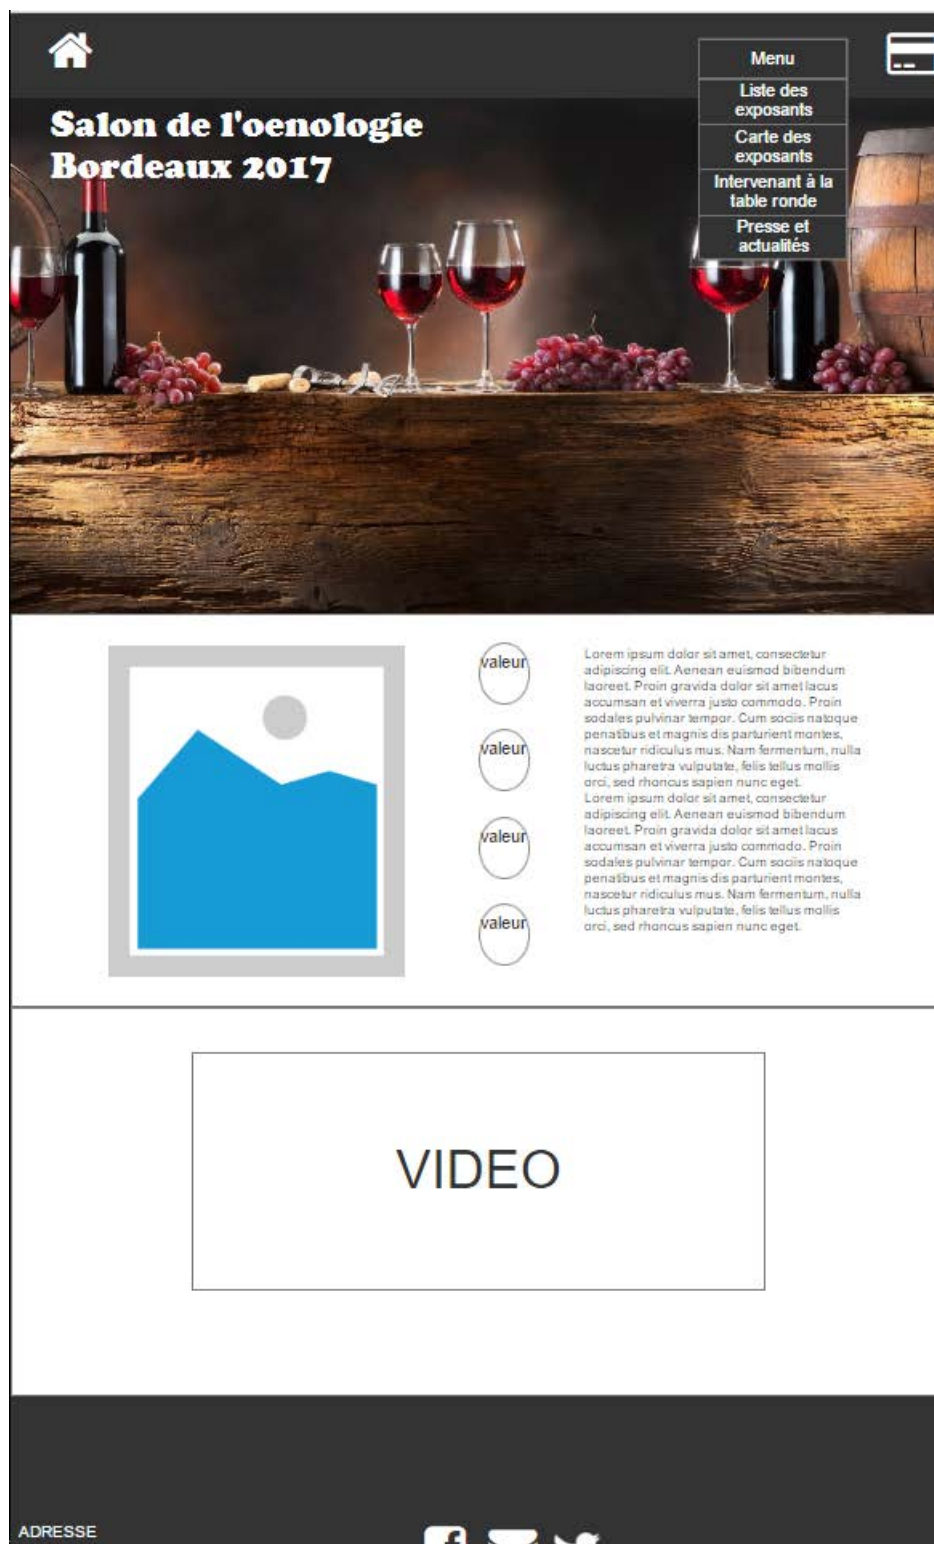 Menu
Salon de l'oenologie
Bordeaux 2017
Liste des
exposants
Carte des
exposants
Intervenant à la
table ronde
Presse et
actualités
valeur
valeur
valeur
valeur
Lorem ipsum dolor sit amet, consectetur
adipiscing elit. Aenean euismod bibendum
laoreet. Proin gravida dolor sit amet lacus
accumsan et viverra justo commodo. Proin
sodales pulvinar tempor. Cum sociis natoque
penatibus et magnis dis parturient montes,
nascetur ridiculus mus. Nam fermentum, nulla
luctus pharetra vulputate, felis tellus mollis
orci, sed rhoncus sapien nunc eget.
Lorem ipsum dolor sit amet, consectetur
adipiscing elit. Aenean euismod bibendum
laoreet. Proin gravida dolor sit amet lacus
accumsan et viverra justo commodo. Proin
sodales pulvinar tempor. Cum sociis natoque
penatibus et magnis dis parturient montes,
nascetur ridiculus mus. Nam fermentum, nulla
luctus pharetra vulputate, felis tellus mollis
orci, sed rhoncus sapien nunc eget.
VIDEO
ADRESSE